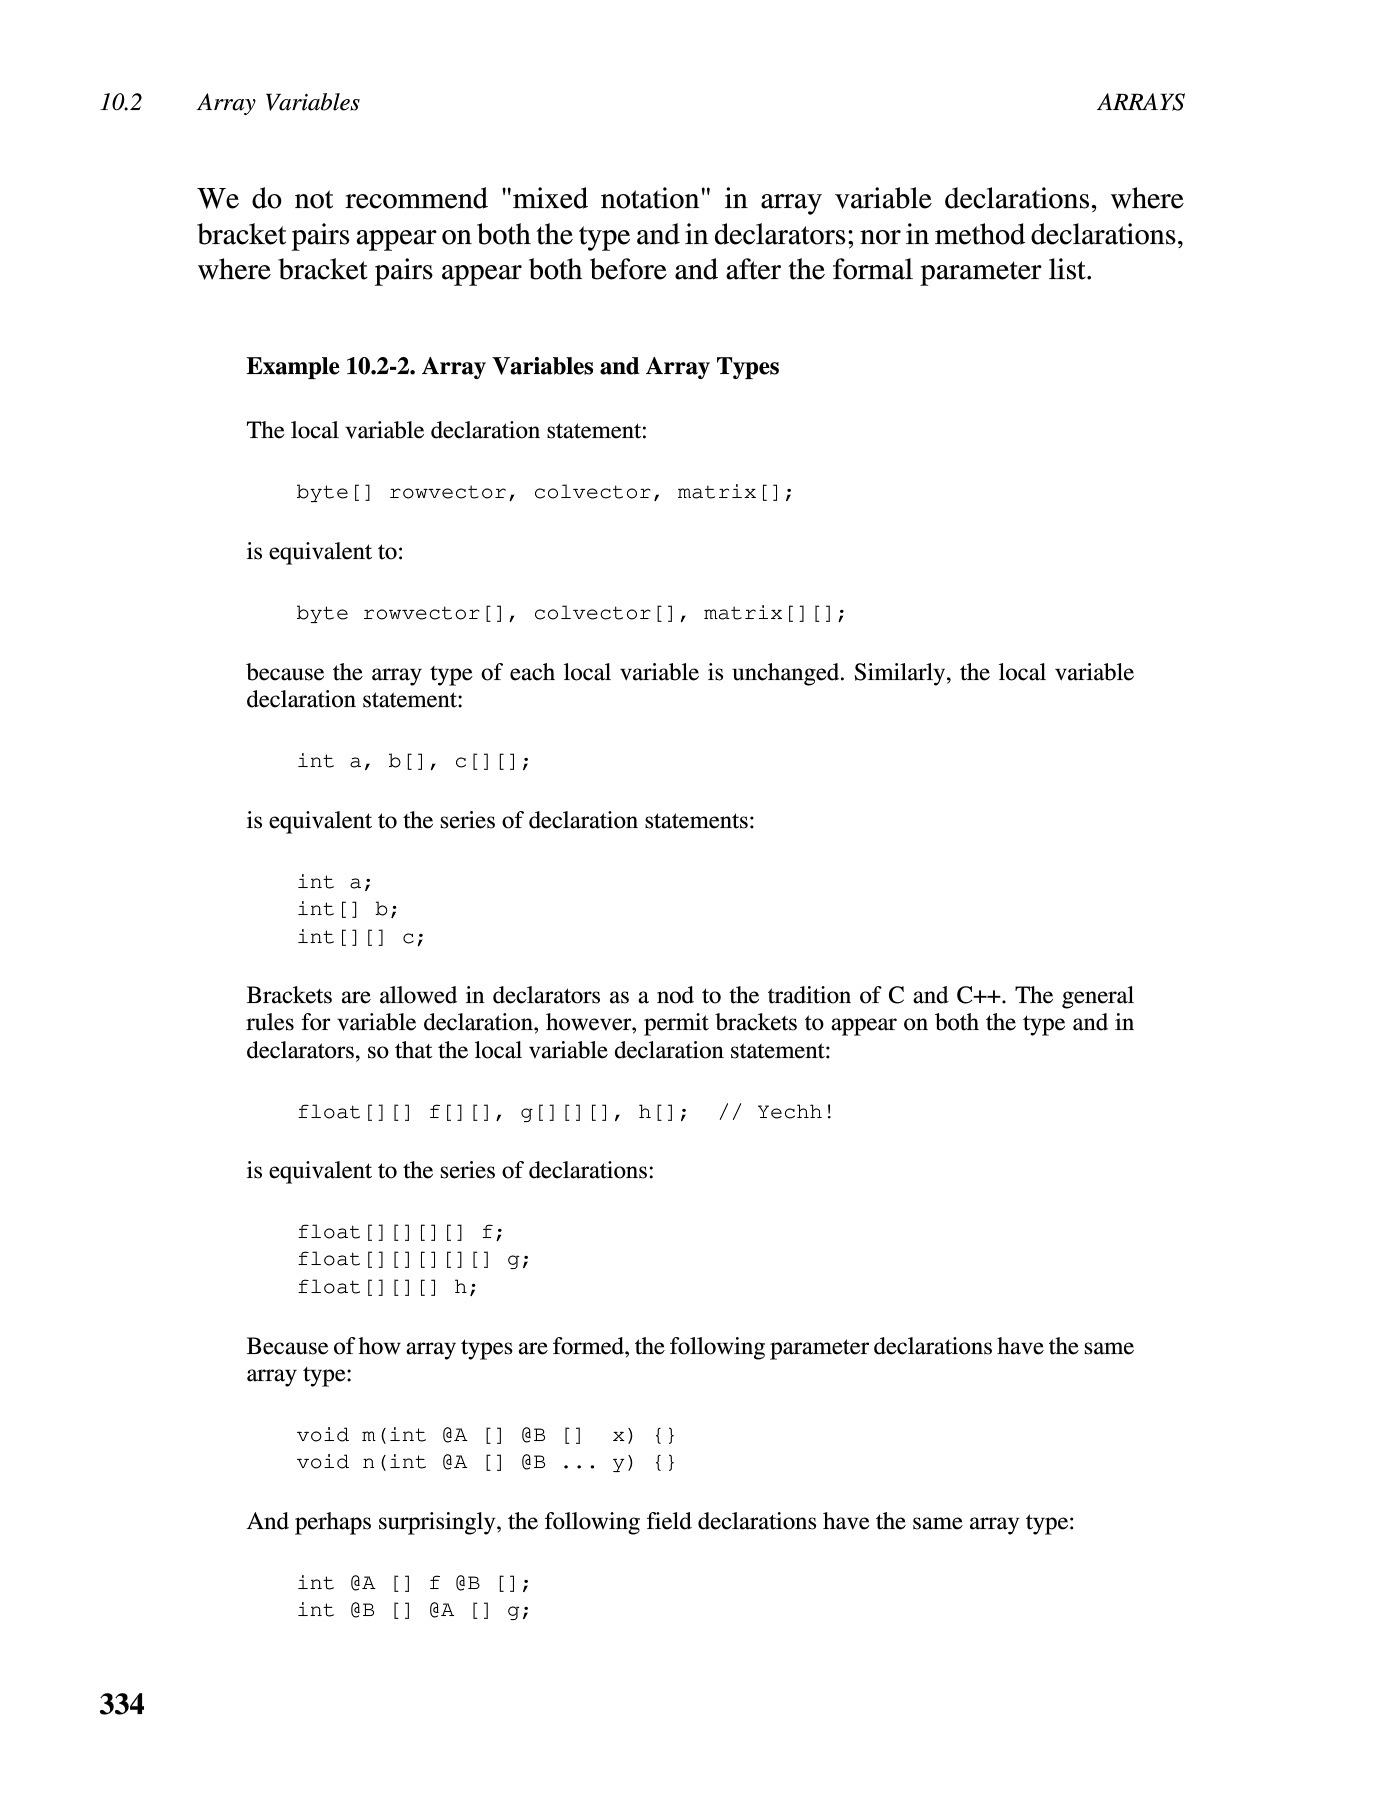 10.2 Array Variables ARRAYS
We do not recommend "mixed notation" in array variable declarations, where
bracket pairs appear on both the type and in declarators; nor in method declarations,
where bracket pairs appear both before and after the formal parameter list.
Example 10.2-2. Array Variables and Array Types
The local variable declaration statement:
byte[] rowvector, colvector, matrix[];
is equivalent to:
byte rowvector[], colvector[], matrix[][];
because the array type of each local variable is unchanged. Similarly, the local variable
declaration statement:
int a, b[], c[][];
is equivalent to the series of declaration statements:
int a;
int[] b;
int[][] c;
Brackets are allowed in declarators as a nod to the tradition of C and C++. The general
rules for variable declaration, however, permit brackets to appear on both the type and in
declarators, so that the local variable declaration statement:
float[][] f[][], g[][][], h[];  // Yechh!
is equivalent to the series of declarations:
float[][][][] f;
float[][][][][] g;
float[][][] h;
Because of how array types are formed, the following parameter declarations have the same
array type:
void m(int @A [] @B []  x) {}
void n(int @A [] @B ... y) {}
And perhaps surprisingly, the following field declarations have the same array type:
int @A [] f @B [];
int @B [] @A [] g;
334